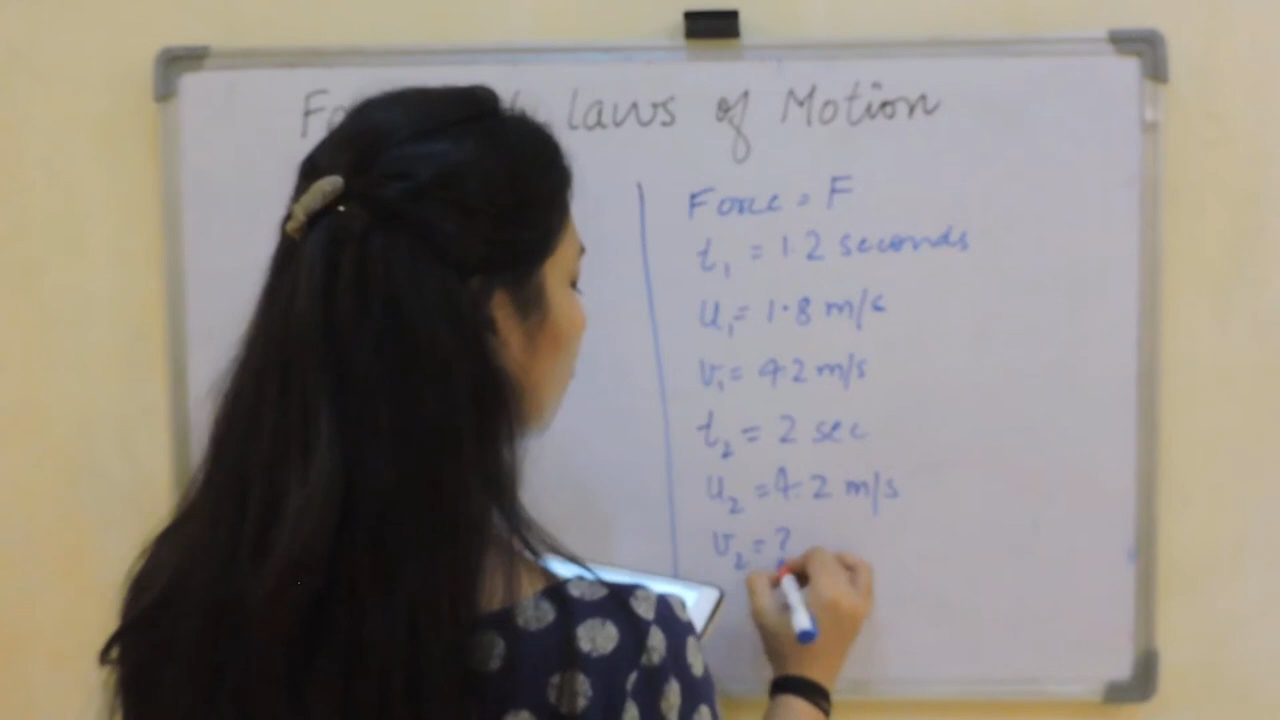 laws of Motion
Force = F
t₁ = 1.2 seconds
u₁ = 1.8 m/s
v₁ = 4.2 m/s
t₂ = 2 sec
u₂ = 4.2 m/s
v₂ = ?